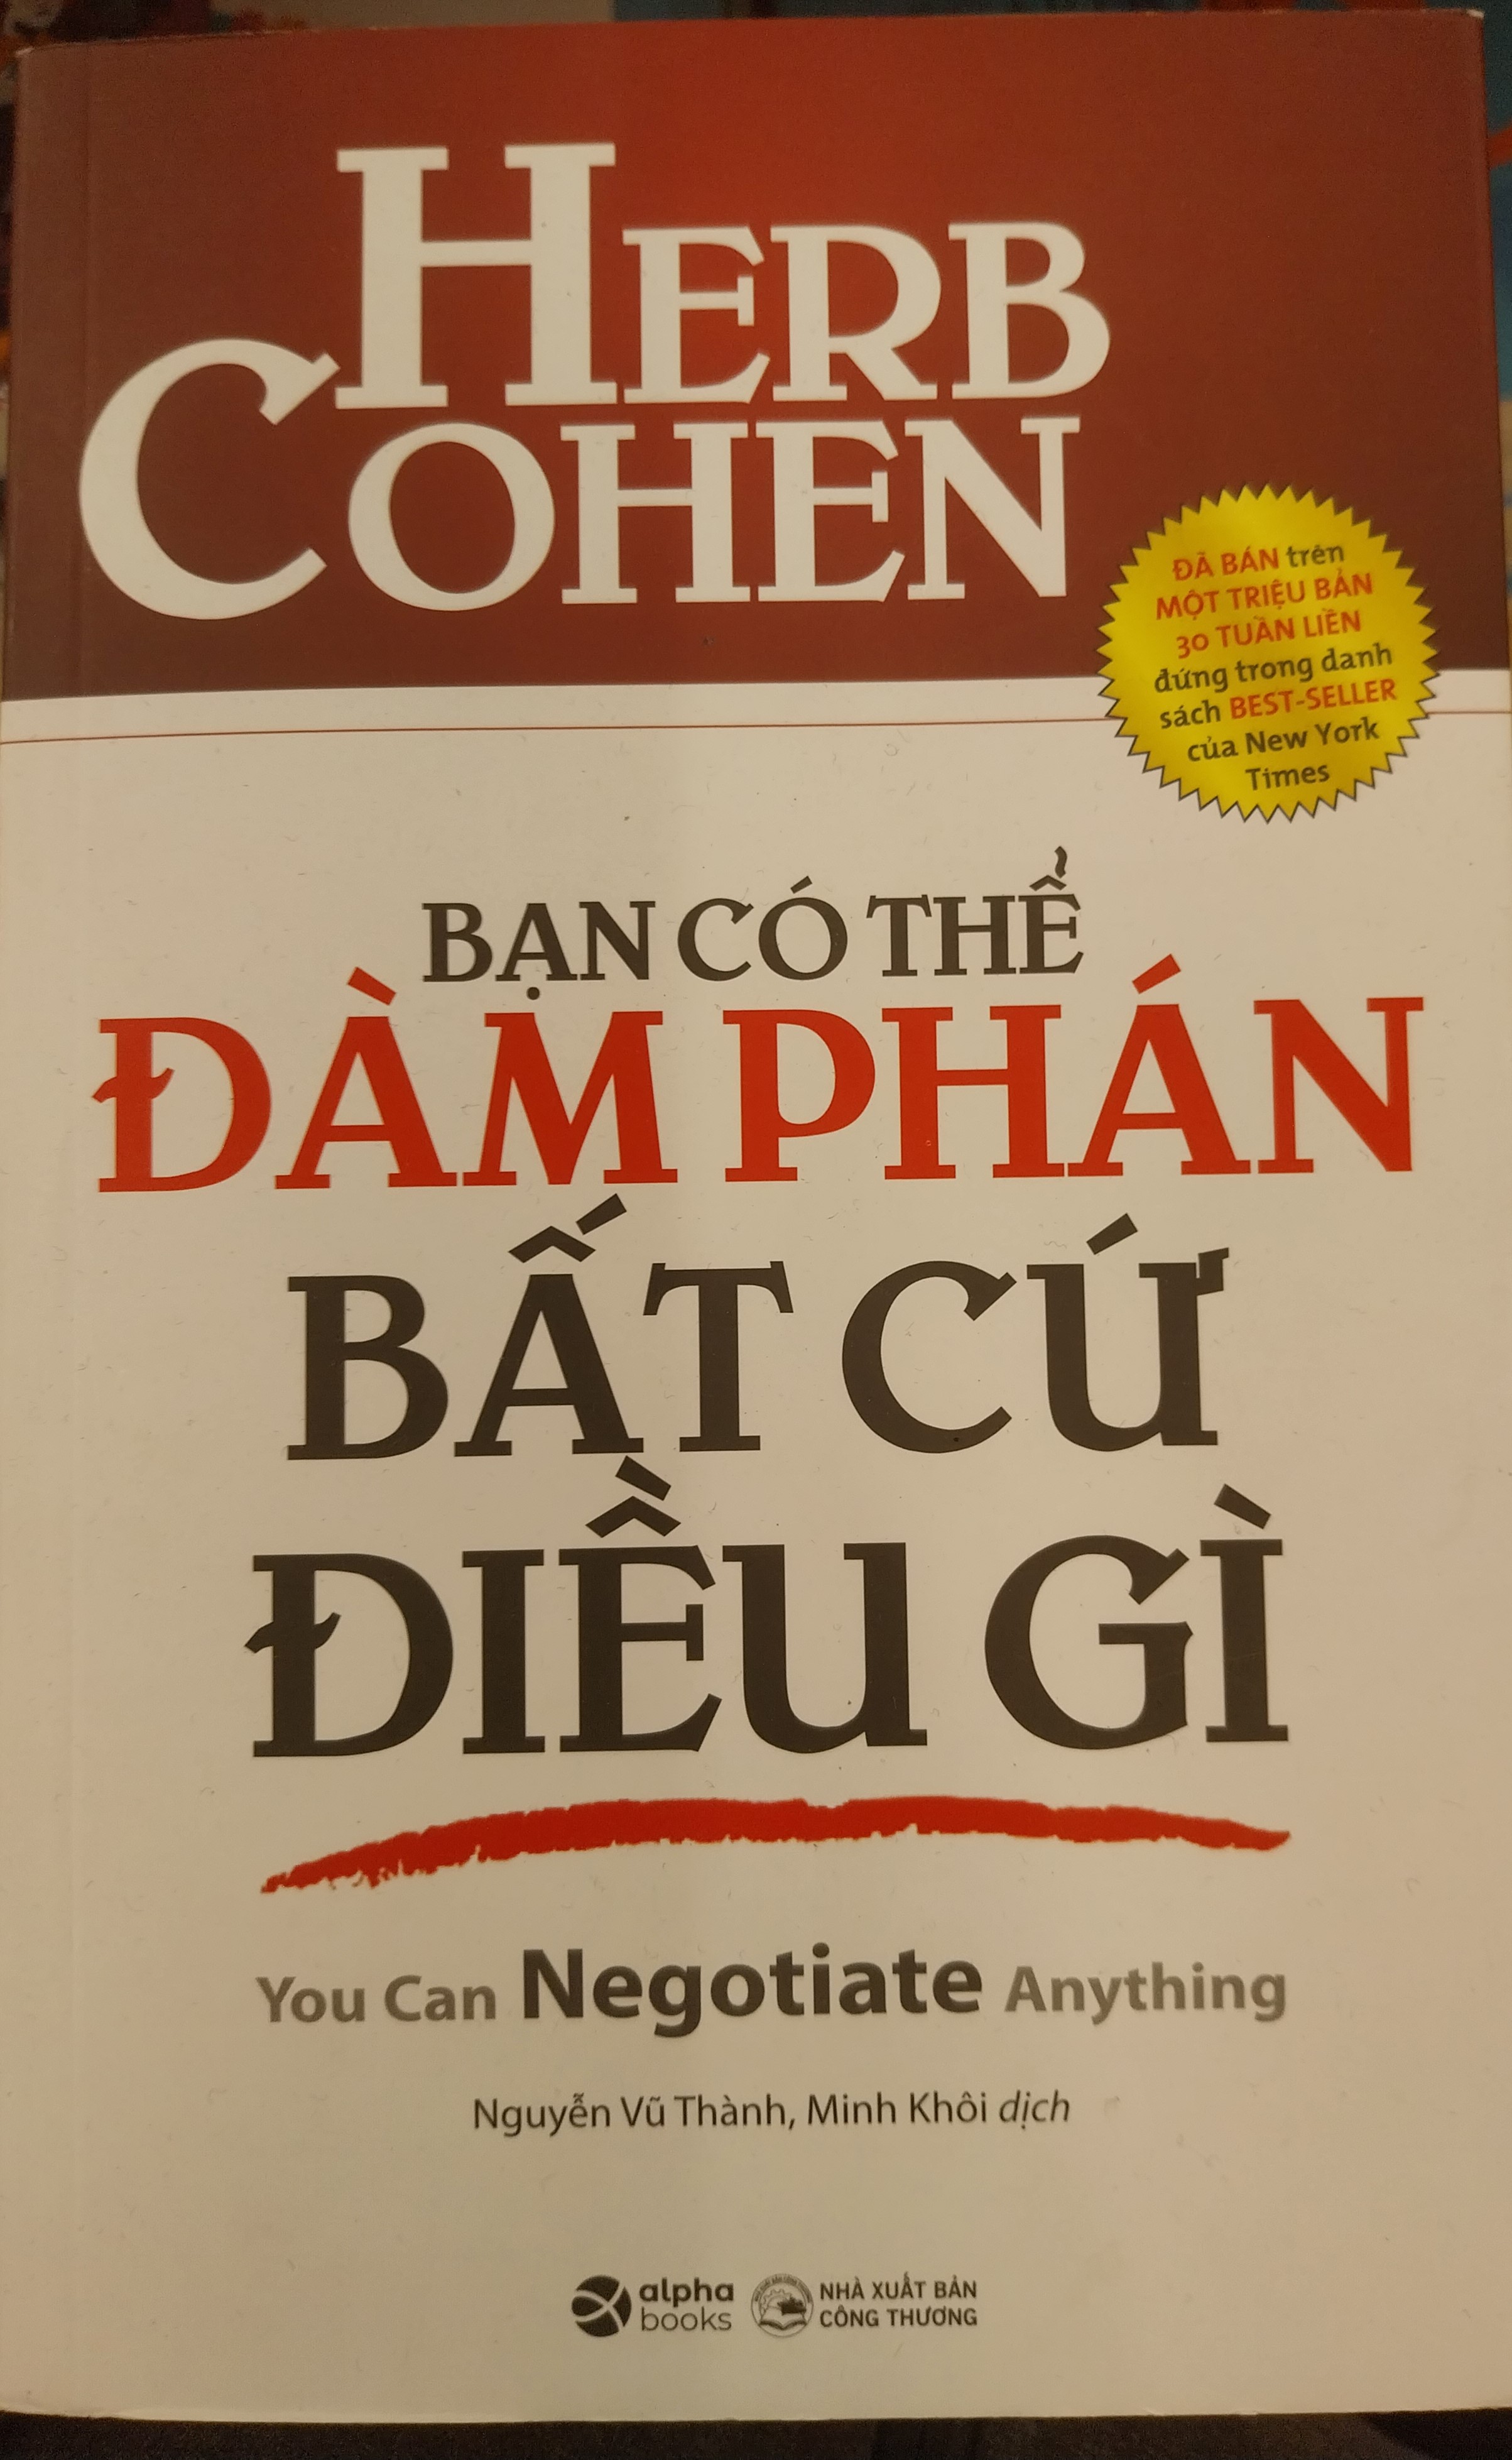 HERB
COHEN
ĐÃ BÁN trên
MỘT TRIỆU BẢN
30 TUẦN LIỀN
đứng trong danh
sách BEST-SELLER
của New York
Times
BẠN CÓ THỂ
ĐÀM PHÁN
BẤT CỨ
ĐIỀU GÌ
You Can Negotiate Anything
Nguyễn Vũ Thành, Minh Khôi dịch
alpha
books
NHÀ XUẤT BẢN
CÔNG THƯƠNG